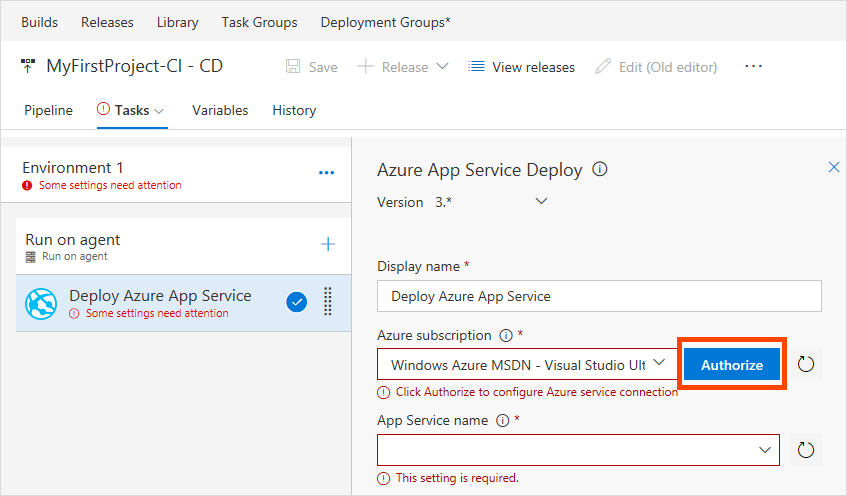 Builds Releases Library Task Groups Deployment Groups*
MyFirstProject-CI - CD Save Release View releases Edit (Old editor) ...
Pipeline Tasks Variables History
Environment 1 ...
Some settings need attention
Run on agent
Run on agent
Deploy Azure App Service
Some settings need attention
Azure App Service Deploy
Version 3.*
Display name *
Deploy Azure App Service
Azure subscription *
Windows Azure MSDN - Visual Studio Ult Authorize
Click Authorize to configure Azure service connection
App Service name *
This setting is required.